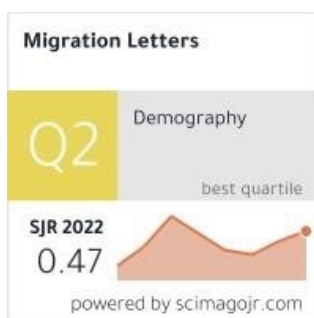 Migration Letters
Q2
Demography
best quartile
SJR 2022
0.47
powered by scimagojr.com